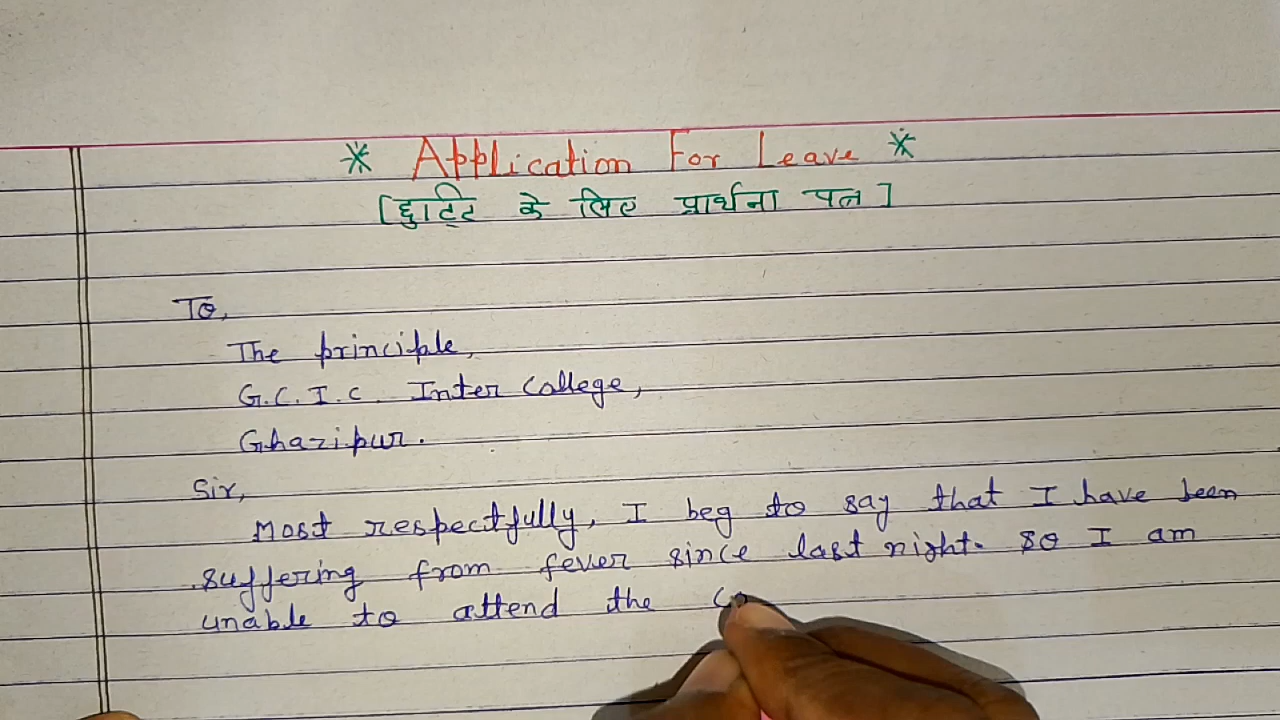 * Application For Leave *
[छुट्टि के लिए प्रार्थना पत्र]
To,
The principle,
G.C.I.C. Inter College,
Ghazipur.
Sir,
Most respectfully, I beg to say that I have been
suffering from fever since last night. so I am
unable to attend the co